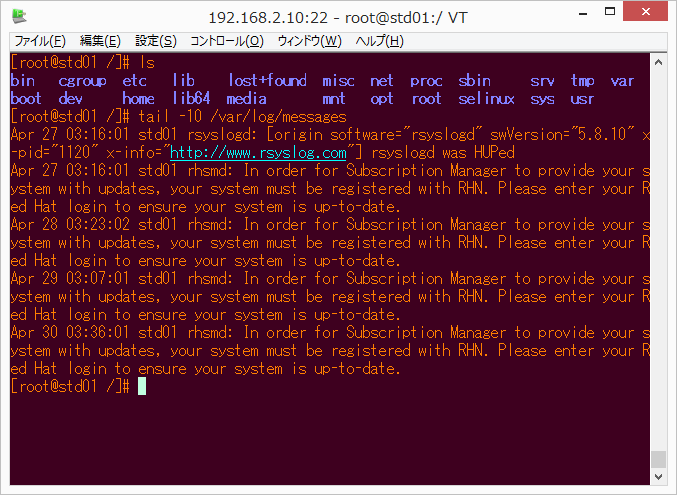 192.168.2.10:22 - root@std01:/ VT
ファイル(F) 編集(E) 設定(S) コントロール(O) ウィンドウ(W) ヘルプ(H)
[root@std01 /]# ls
bin cgroup etc lib lost+found misc net proc sbin srv tmp var
boot dev home lib64 media mnt opt root selinux sys usr
[root@std01 /]# tail -10 /var/log/messages
Apr 27 03:16:01 std01 rsyslogd: [origin software="rsyslogd" swVersion="5.8.10" x
-pid="1120" x-info="http://www.rsyslog.com"] rsyslogd was HUPed
Apr 27 03:16:01 std01 rhsmd: In order for Subscription Manager to provide your s
ystem with updates, your system must be registered with RHN. Please enter your R
ed Hat login to ensure your system is up-to-date.
Apr 28 03:23:02 std01 rhsmd: In order for Subscription Manager to provide your s
ystem with updates, your system must be registered with RHN. Please enter your R
ed Hat login to ensure your system is up-to-date.
Apr 29 03:07:01 std01 rhsmd: In order for Subscription Manager to provide your s
ystem with updates, your system must be registered with RHN. Please enter your R
ed Hat login to ensure your system is up-to-date.
Apr 30 03:36:01 std01 rhsmd: In order for Subscription Manager to provide your s
ystem with updates, your system must be registered with RHN. Please enter your R
ed Hat login to ensure your system is up-to-date.
[root@std01 /]#